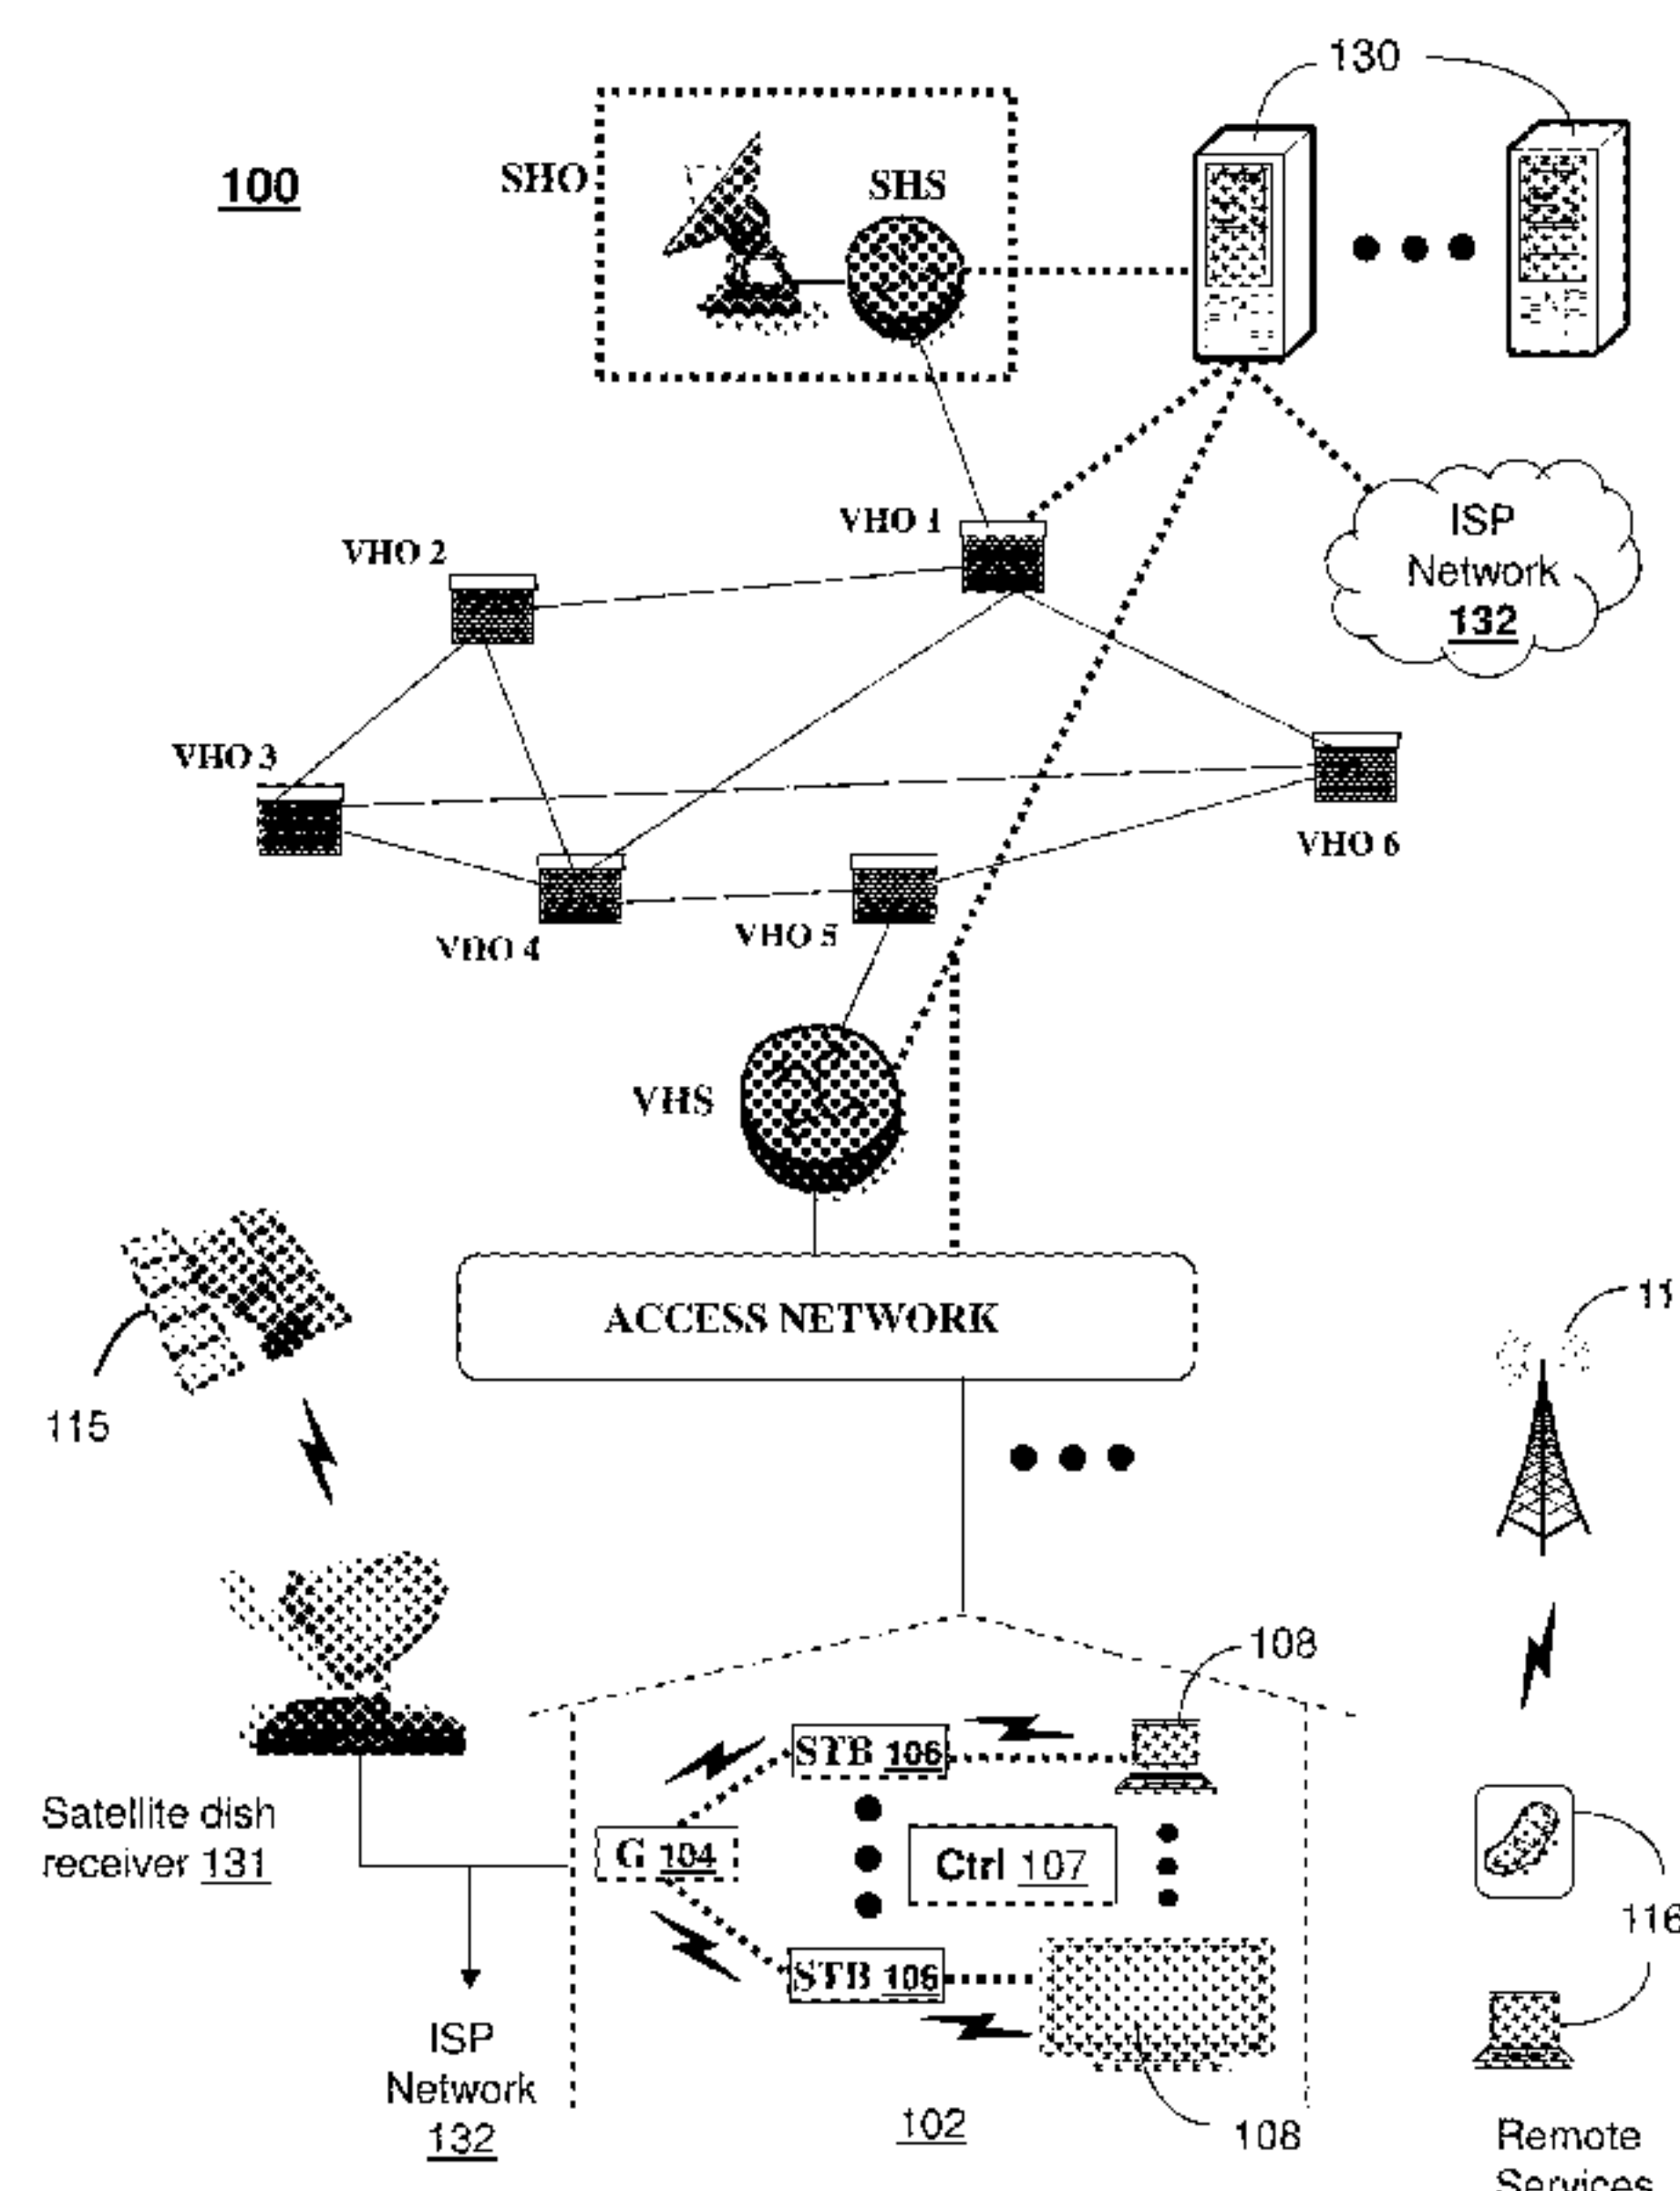 130
100
SHO
SHS
VHO 1
ISP
Network
132
VHO 2
VHO 3
VHO 6
VHO 4
VHO 5
VHS
ACCESS NETWORK
11
115
108
STB 106
Satellite dish
receiver 131
G 104
Ctrl 107
116
STB 106
ISP
Network
132
102
108
Remote
Services